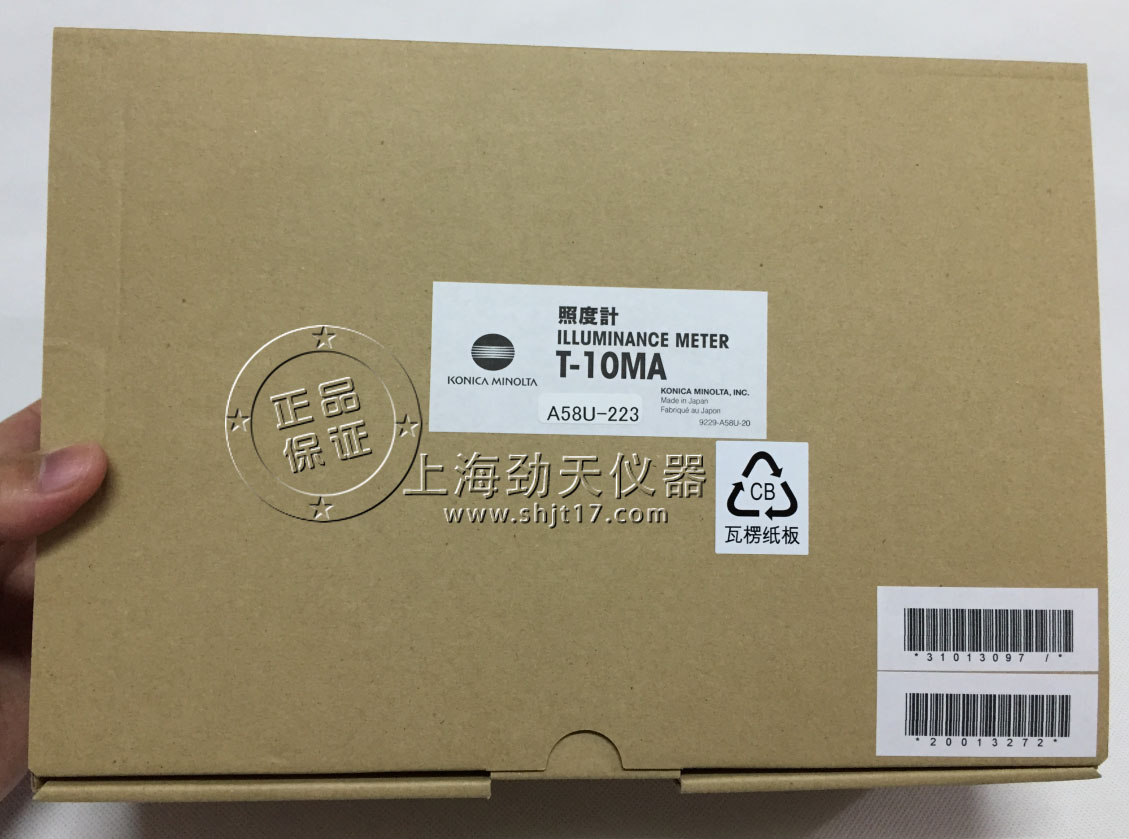 照度計
ILLUMINANCE METER
T-10MA
KONICA MINOLTA
A58U-223
KONICA MINOLTA, INC.
Made in Japan
Fabriqué au Japon
9229-A58U-20
正品
保证
上海劲天仪器
www.shjt17.com
CB
瓦楞纸板
*31013097/*
*20013272*